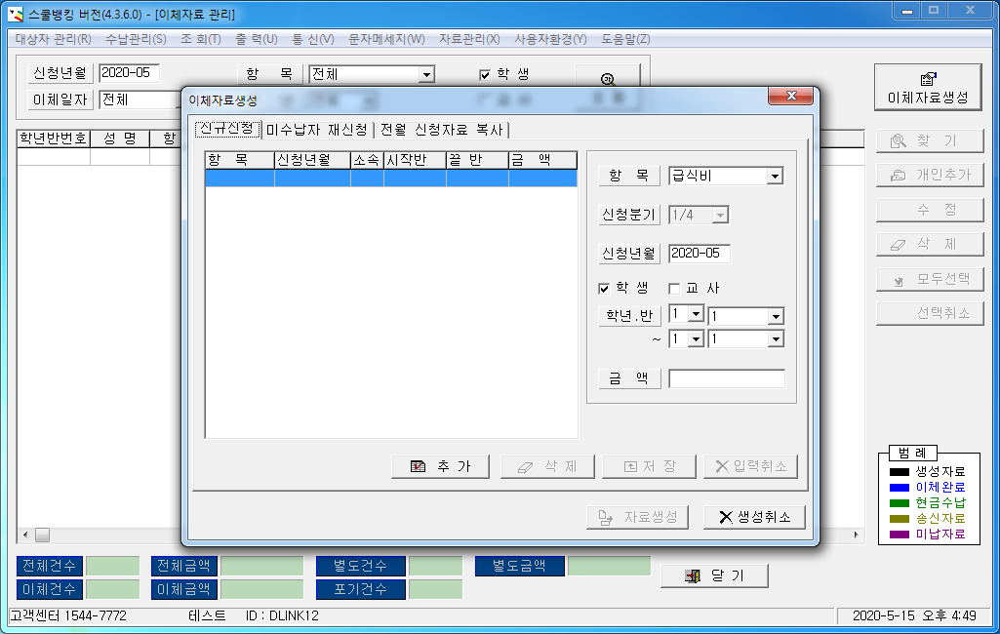 스쿨뱅킹 버전(4.3.6.0) - [이체자료 관리]
대상자 관리(R) 수납관리(S) 조 회(T) 출 력(U) 통 신(V) 문자메세지(W) 자료관리(X) 사용자환경(Y) 도움말(Z)
신청년월 2020-05 항 목 전체 학 생
이체일자 전체
이체자료생성
학년반번호 성 명 항
찾 기
개인추가
수 정
삭 제
모두선택
선택취소
이체자료생성
신규신청 미수납자 재신청 전월 신청자료 복사
항 목 신청년월 소속 시작반 끝 반 금 액
항 목 급식비
신청분기 1/4
신청년월 2020-05
학 생 교 사
학년.반 1 1
~ 1 1
금 액
추 가 삭 제 저 장 입력취소
자료생성 생성취소
범 례
생성자료
이체완료
현금수납
송신자료
미납자료
전체건수 전체금액 별도건수 별도금액
이체건수 이체금액 포기건수
닫 기
고객센터 1544-7772 테스트 ID : DLINK12 2020-5-15 오후 4:49